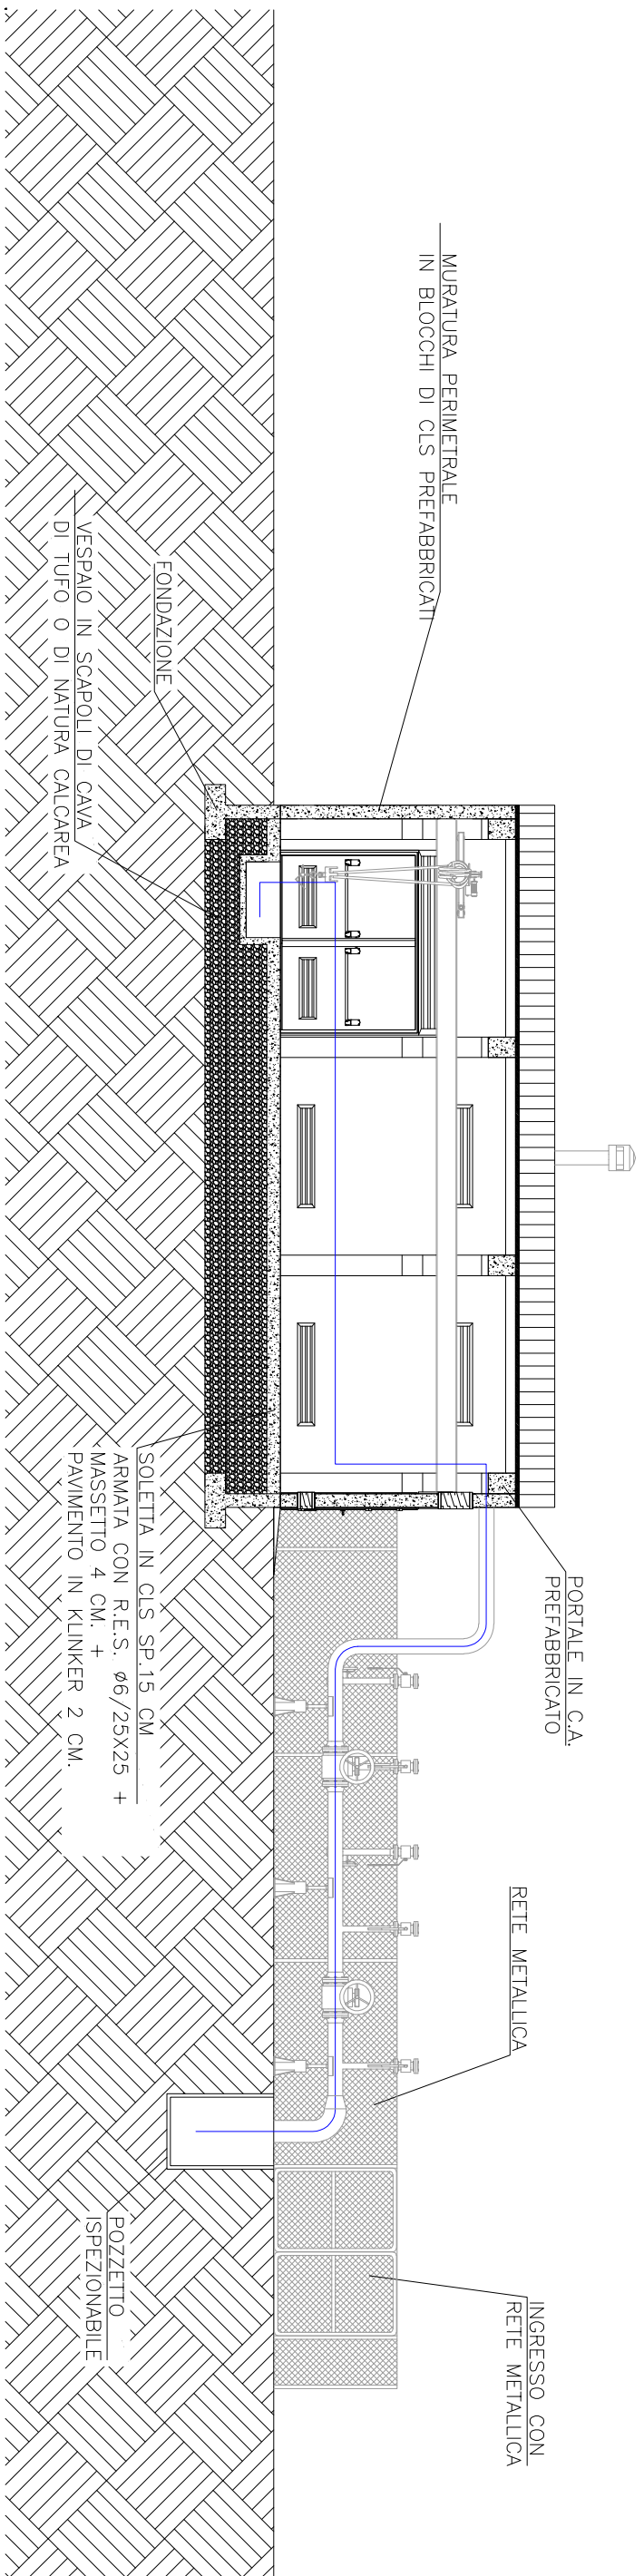 MURATURA PERIMETRALE
IN BLOCCHI DI CLS PREFABBRICATI
FONDAZIONE
VESPAIO IN SCAPOLI DI CAVA
DI TUFO O DI NATURA CALCAREA
PORTALE IN C.A.
PREFABBRICATO
SOLETTA IN CLS SP.15 CM
ARMATA CON R.E.S. ø6/25X25 +
MASSETTO 4 CM. +
PAVIMENTO IN KLINKER 2 CM.
RETE METALLICA
POZZETTO
ISPEZIONABILE
INGRESSO CON
RETE METALLICA